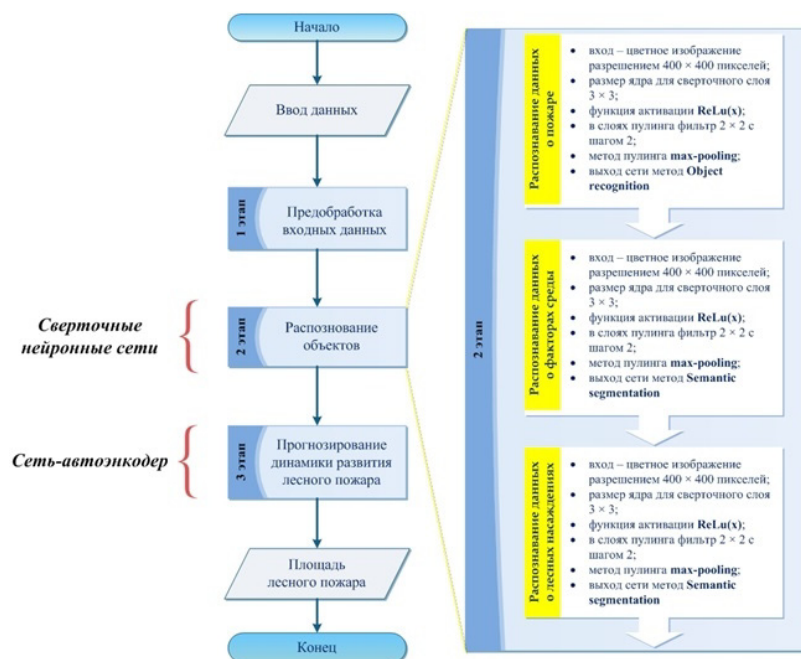 Начало
Ввод данных
1 этап
Предобработка
входных данных
Сверточные
нейронные сети
2 этап
Распознование
объектов
Сеть-автоэнкодер
3 этап
Прогнозирование
динамики развития
лесного пожара
Площадь
лесного пожара
Конец
2 этап
Распознавание данных
о пожаре
• вход – цветное изображение
разрешением 400 × 400 пикселей;
• размер ядра для сверточного слоя
3 × 3;
• функция активации ReLu(x);
• в слоях пулинга фильтр 2 × 2 с
шагом 2;
• метод пулинга max-pooling;
• выход сети метод Object
recognition
Распознавание данных
о факторах среды
• вход – цветное изображение
разрешением 400 × 400 пикселей;
• размер ядра для сверточного слоя
3 × 3;
• функция активации ReLu(x);
• в слоях пулинга фильтр 2 × 2 с
шагом 2;
• метод пулинга max-pooling;
• выход сети метод Semantic
segmentation
Распознавание данных
о лесных насаждениях
• вход – цветное изображение
разрешением 400 × 400 пикселей;
• размер ядра для сверточного слоя
3 × 3;
• функция активации ReLu(x);
• в слоях пулинга фильтр 2 × 2 с
шагом 2;
• метод пулинга max-pooling;
• выход сети метод Semantic
segmentation